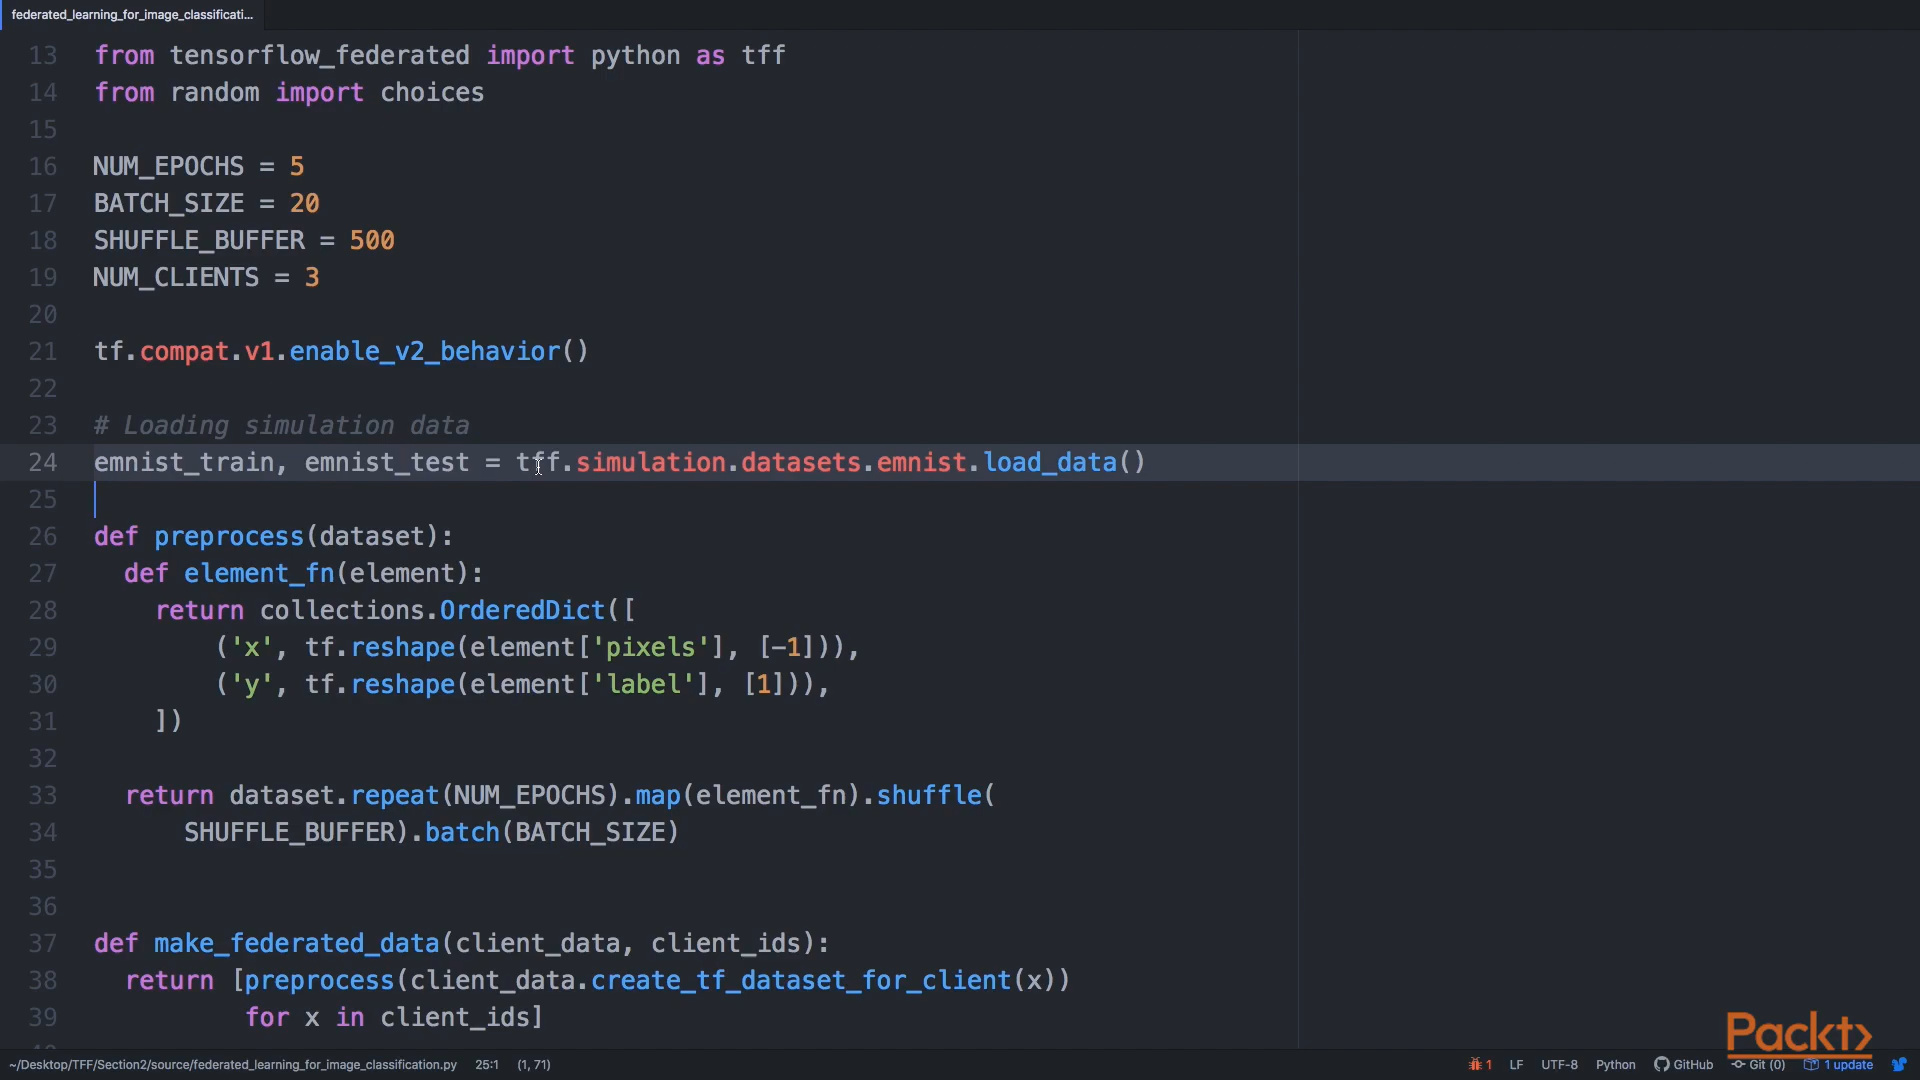 federated_learning_for_image_classificati...
13 from tensorflow_federated import python as tff
14 from random import choices
15
16 NUM_EPOCHS = 5
17 BATCH_SIZE = 20
18 SHUFFLE_BUFFER = 500
19 NUM_CLIENTS = 3
20
21 tf.compat.v1.enable_v2_behavior()
22
23 # Loading simulation data
24 emnist_train, emnist_test = tff.simulation.datasets.emnist.load_data()
25
26 def preprocess(dataset):
27   def element_fn(element):
28     return collections.OrderedDict([
29         ('x', tf.reshape(element['pixels'], [-1])),
30         ('y', tf.reshape(element['label'], [1])),
31     ])
32
33   return dataset.repeat(NUM_EPOCHS).map(element_fn).shuffle(
34       SHUFFLE_BUFFER).batch(BATCH_SIZE)
35
36
37 def make_federated_data(client_data, client_ids):
38   return [preprocess(client_data.create_tf_dataset_for_client(x))
39           for x in client_ids]
Packt>
~/Desktop/TFF/Section2/source/federated_learning_for_image_classification.py 25:1 (1, 71) 1 LF UTF-8 Python GitHub Git (0) 1 update